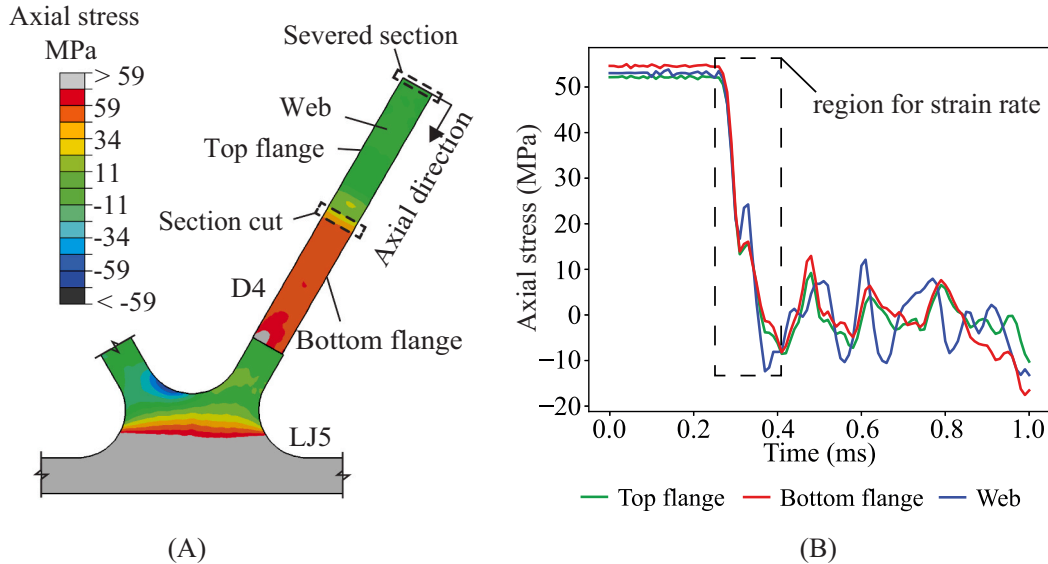 Axial stress
MPa
> 59
59
34
11
-11
-34
-59
< -59
Severed section
Web
Top flange
Section cut
Axial direction
D4
Bottom flange
LJ5
(A)
Axial stress (MPa)
50
40
30
20
10
0
−10
−20
region for strain rate
0.0 0.2 0.4 0.6 0.8 1.0
Time (ms)
Top flange Bottom flange Web
(B)